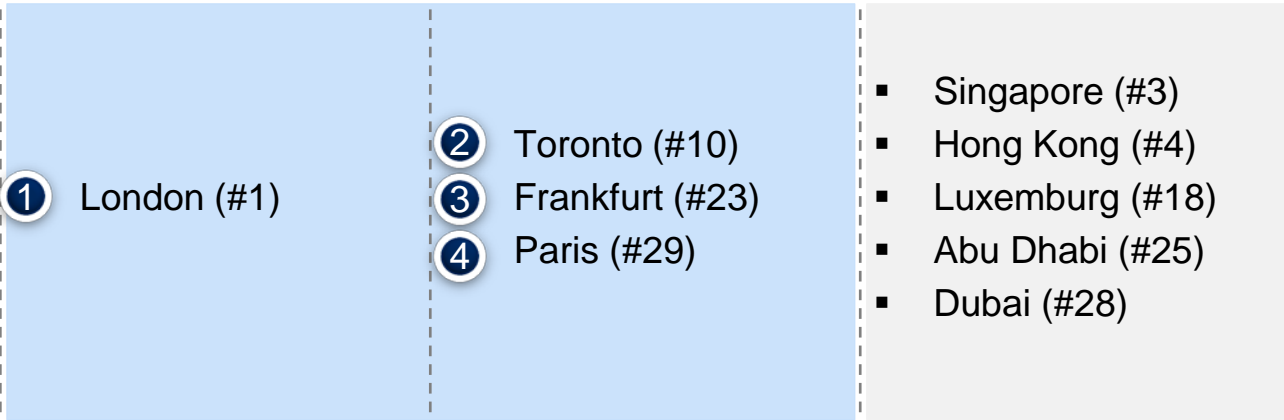 1 London (#1)
2 Toronto (#10)
3 Frankfurt (#23)
4 Paris (#29)
▪ Singapore (#3)
▪ Hong Kong (#4)
▪ Luxemburg (#18)
▪ Abu Dhabi (#25)
▪ Dubai (#28)